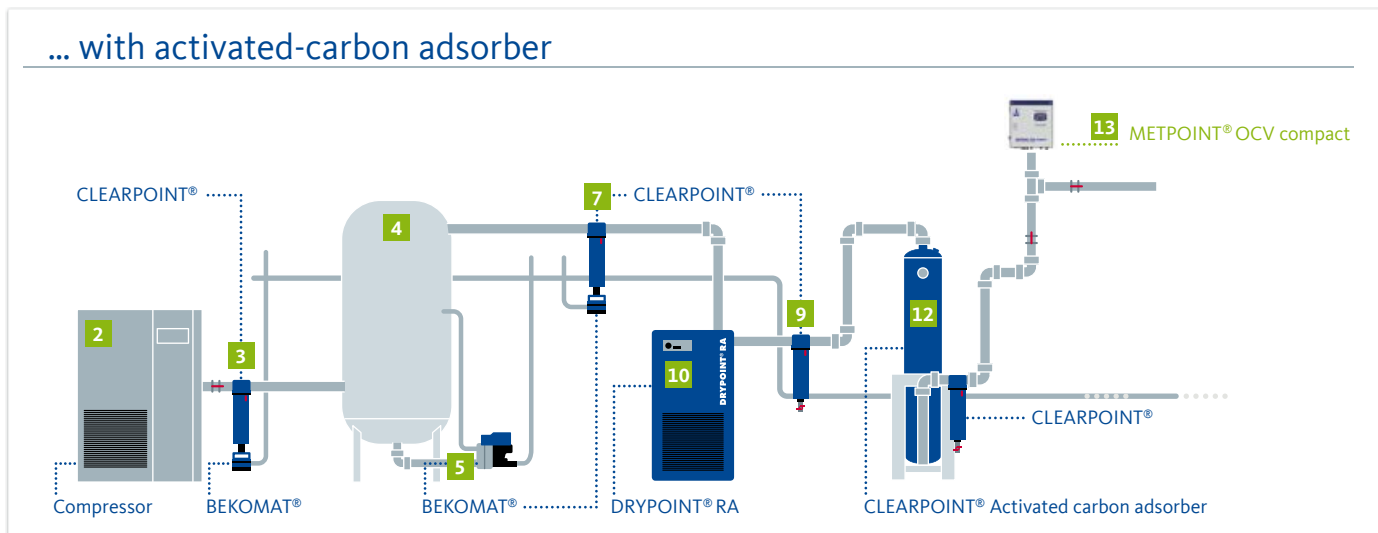 ... with activated-carbon adsorber
13 METPOINT® OCV compact
CLEARPOINT®
7
CLEARPOINT®
4
2
3
9
12
10
DRYPOINT® RA
5
CLEARPOINT®
Compressor
BEKOMAT®
BEKOMAT®
DRYPOINT® RA
CLEARPOINT® Activated carbon adsorber